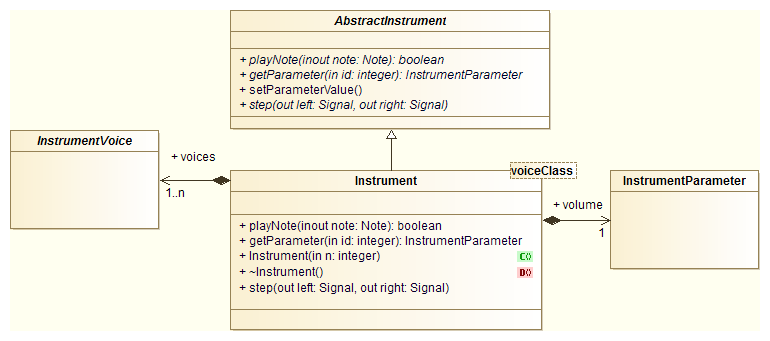 AbstractInstrument
+ playNote(inout note: Note): boolean
+ getParameter(in id: integer): InstrumentParameter
+ setParameterValue()
+ step(out left: Signal, out right: Signal)
InstrumentVoice
+ voices
1..n
voiceClass
Instrument
+ playNote(inout note: Note): boolean
+ getParameter(in id: integer): InstrumentParameter
+ Instrument(in n: integer)
C()
+ ~Instrument()
D()
+ step(out left: Signal, out right: Signal)
+ volume
1
InstrumentParameter